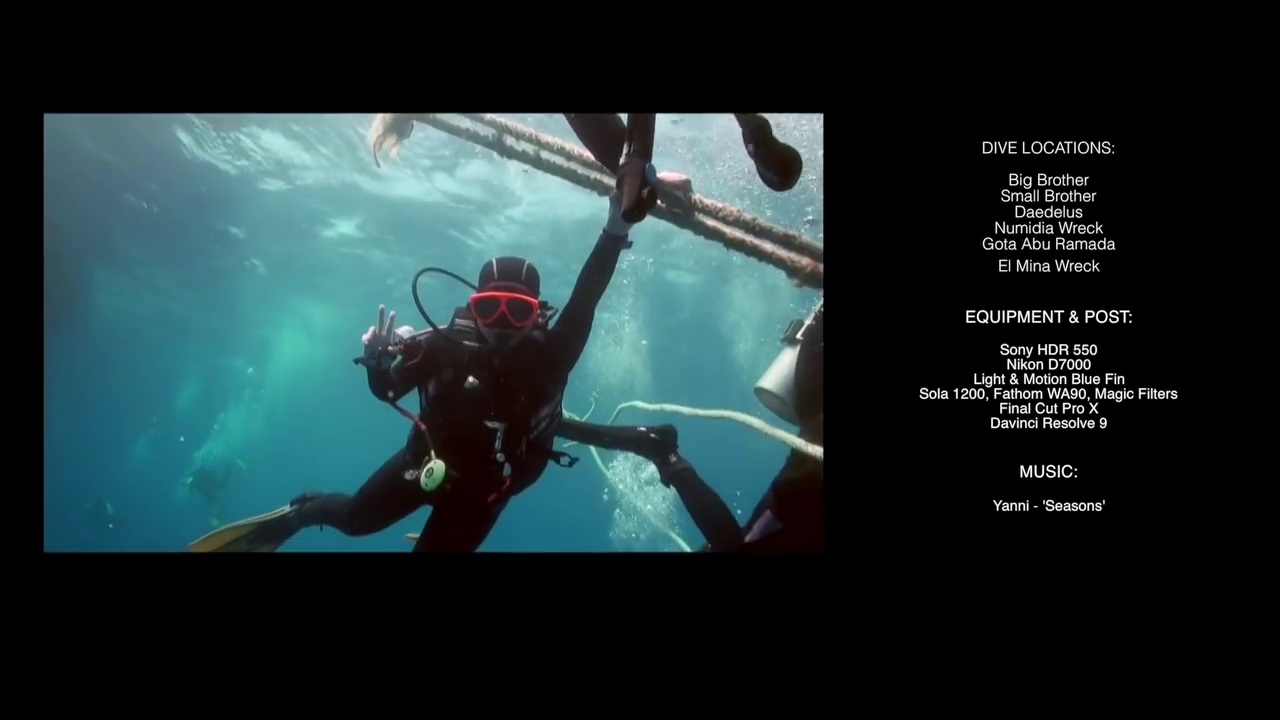 DIVE LOCATIONS:
Big Brother
Small Brother
Daedelus
Numidia Wreck
Gota Abu Ramada
El Mina Wreck
EQUIPMENT & POST:
Sony HDR 550
Nikon D7000
Light & Motion Blue Fin
Sola 1200, Fathom WA90, Magic Filters
Final Cut Pro X
Davinci Resolve 9
MUSIC:
Yanni - 'Seasons'